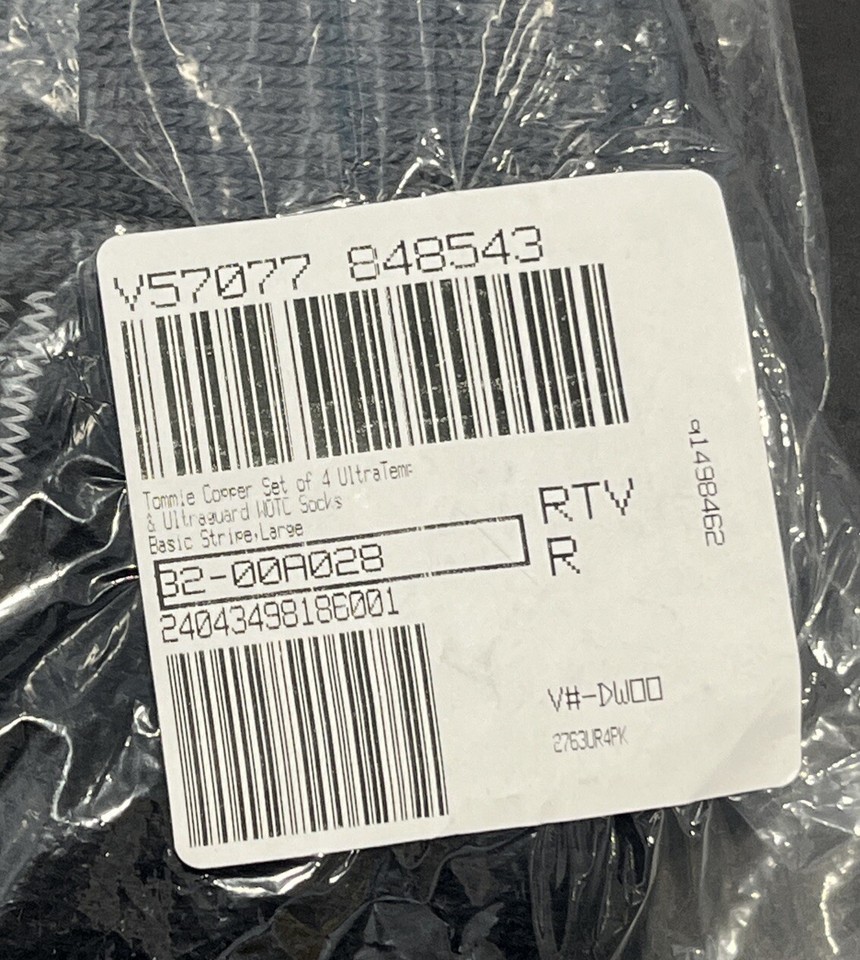 V57077 848543
Tommie Copper Set of 4 UltraTemp
& Ultraguard WDTC Socks
Basic Stripe,Large
B2-00A028
24043498186001
RTV
R
q1498462
V#-DW00
2763UR4PK